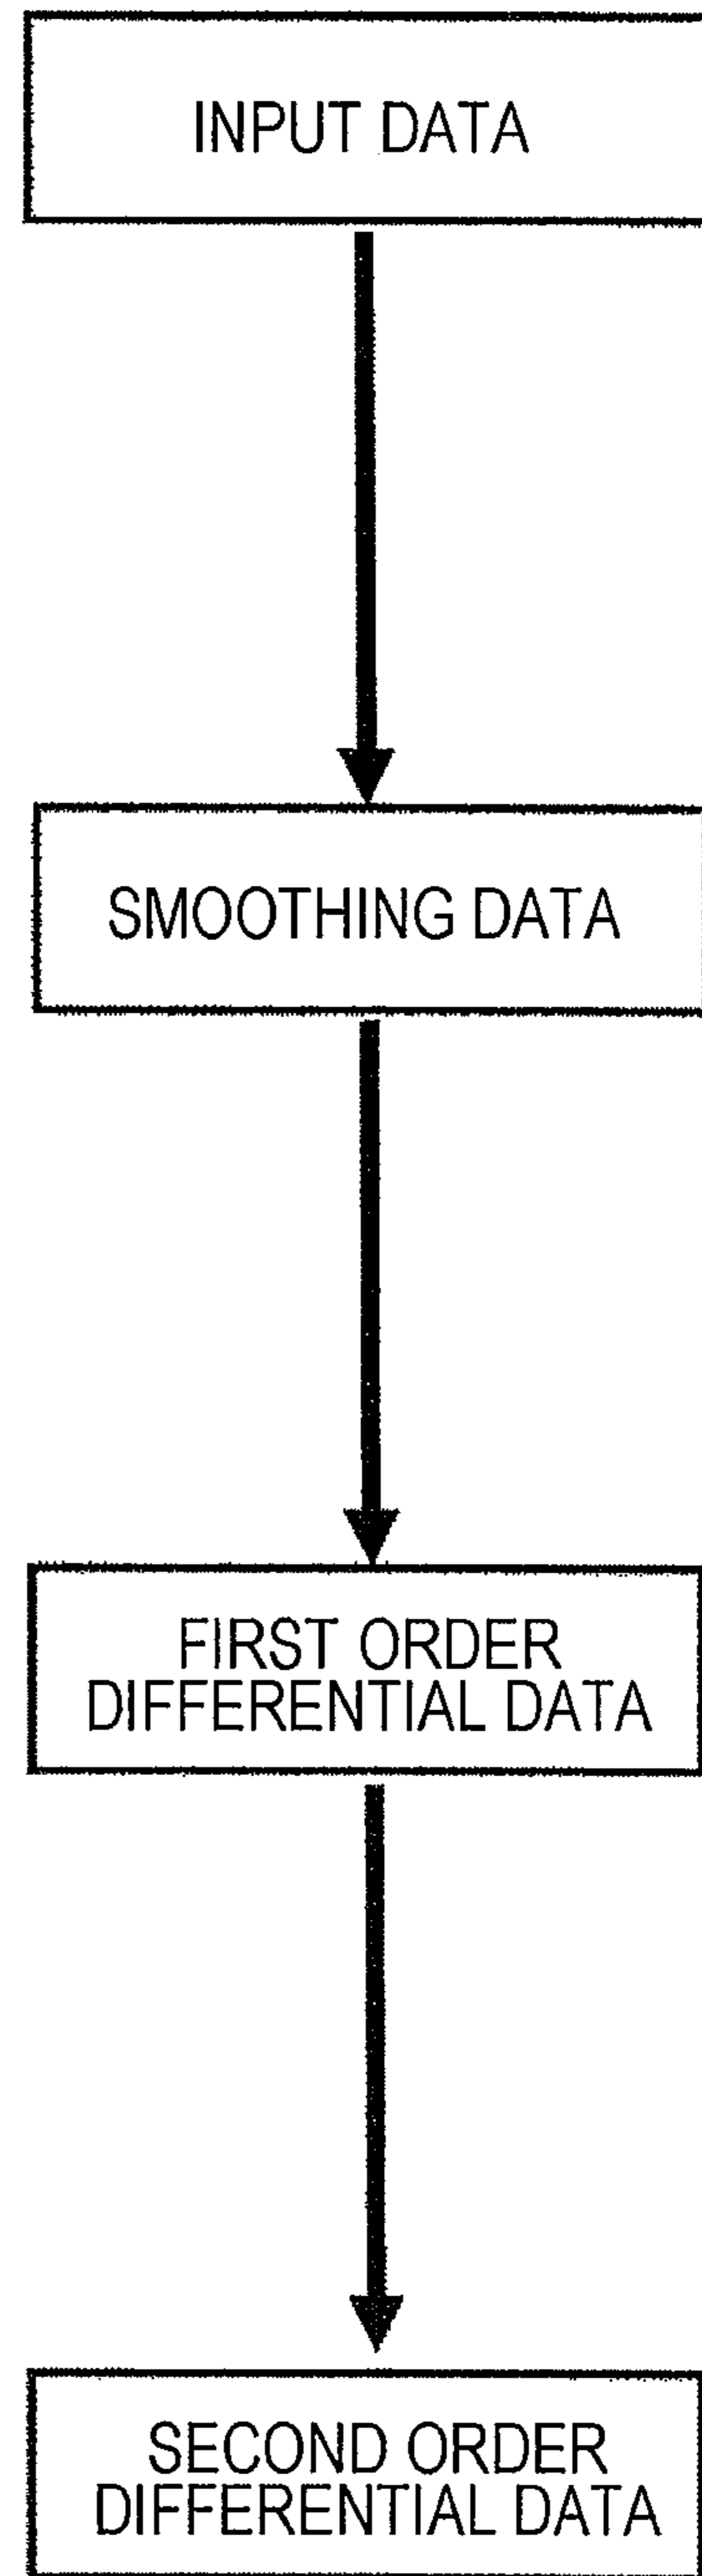 INPUT DATA
SMOOTHING DATA
FIRST ORDER
DIFFERENTIAL DATA
SECOND ORDER
DIFFERENTIAL DATA